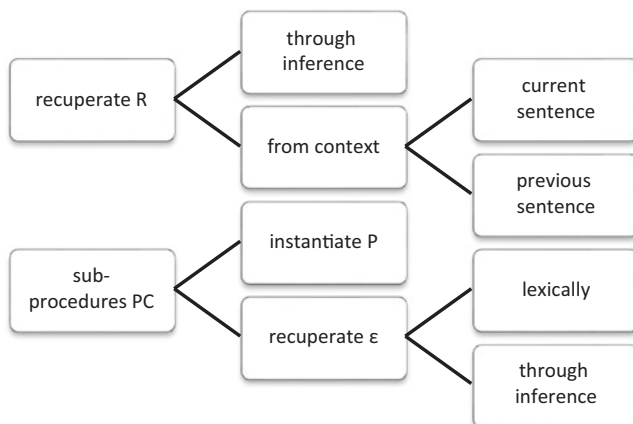 through
inference
recuperate R
from context
current
sentence
previous
sentence
instantiate P
sub-
procedures PC
recuperate ε
lexically
through
inference